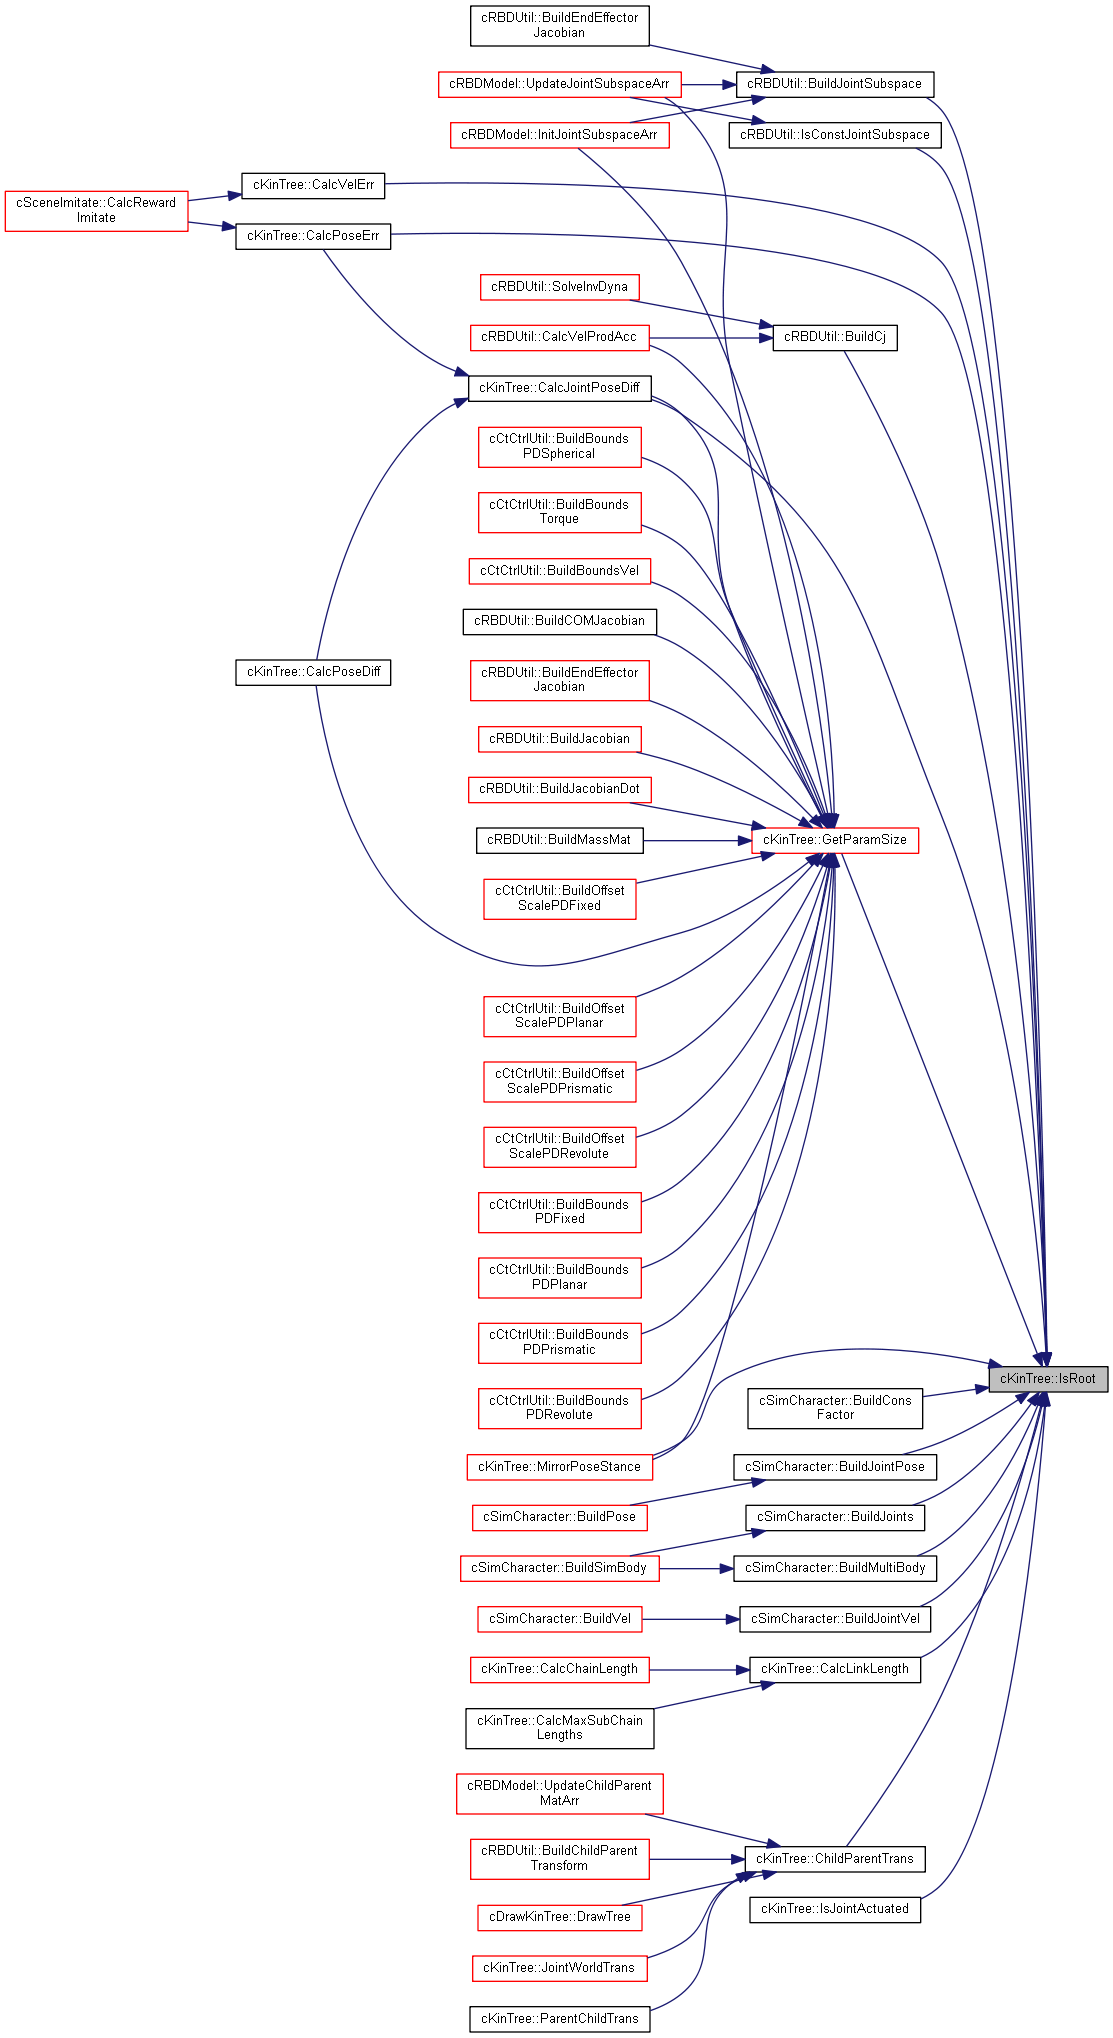 cRBDUtil::BuildEndEffector
Jacobian
cRBDModel::UpdateJointSubspaceArr
cRBDUtil::BuildJointSubspace
cRBDModel::InitJointSubspaceArr
cRBDUtil::IsConstJointSubspace
cKinTree::CalcVelErr
cSceneImitate::CalcReward
Imitate
cKinTree::CalcPoseErr
cRBDUtil::SolveInvDyna
cRBDUtil::CalcVelProdAcc
cRBDUtil::BuildCj
cKinTree::CalcJointPoseDiff
cCtCtrlUtil::BuildBounds
PDSpherical
cCtCtrlUtil::BuildBounds
Torque
cCtCtrlUtil::BuildBoundsVel
cRBDUtil::BuildCOMJacobian
cKinTree::CalcPoseDiff
cRBDUtil::BuildEndEffector
Jacobian
cRBDUtil::BuildJacobian
cRBDUtil::BuildJacobianDot
cRBDUtil::BuildMassMat
cKinTree::GetParamSize
cCtCtrlUtil::BuildOffset
ScalePDFixed
cCtCtrlUtil::BuildOffset
ScalePDPlanar
cCtCtrlUtil::BuildOffset
ScalePDPrismatic
cCtCtrlUtil::BuildOffset
ScalePDRevolute
cCtCtrlUtil::BuildBounds
PDFixed
cCtCtrlUtil::BuildBounds
PDPlanar
cCtCtrlUtil::BuildBounds
PDPrismatic
cCtCtrlUtil::BuildBounds
PDRevolute
cKinTree::IsRoot
cSimCharacter::BuildCons
Factor
cKinTree::MirrorPoseStance
cSimCharacter::BuildJointPose
cSimCharacter::BuildPose
cSimCharacter::BuildJoints
cSimCharacter::BuildSimBody
cSimCharacter::BuildMultiBody
cSimCharacter::BuildVel
cSimCharacter::BuildJointVel
cKinTree::CalcChainLength
cKinTree::CalcLinkLength
cKinTree::CalcMaxSubChain
Lengths
cRBDModel::UpdateChildParent
MatArr
cRBDUtil::BuildChildParent
Transform
cKinTree::ChildParentTrans
cDrawKinTree::DrawTree
cKinTree::IsJointActuated
cKinTree::JointWorldTrans
cKinTree::ParentChildTrans